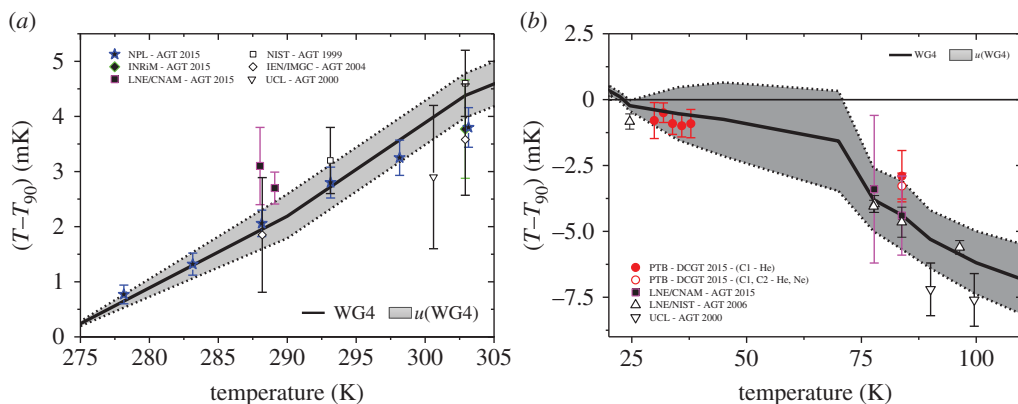 (a)
NPL - AGT 2015
INRiM - AGT 2015
LNE/CNAM - AGT 2015
NIST - AGT 1999
IEN/IMGC - AGT 2004
UCL - AGT 2000
5
4
3
2
1
0
(T–T90) (mK)
WG4
u(WG4)
275
280
285
290
295
300
305
temperature (K)
(b)
WG4
u(WG4)
2.5
0
–2.5
–5.0
–7.5
(T–T90) (mK)
PTB - DCGT 2015 - (C1 - He)
PTB - DCGT 2015 - (C1, C2 - He, Ne)
LNE/CNAM - AGT 2015
LNE/NIST - AGT 2006
UCL - AGT 2000
25
50
75
100
temperature (K)